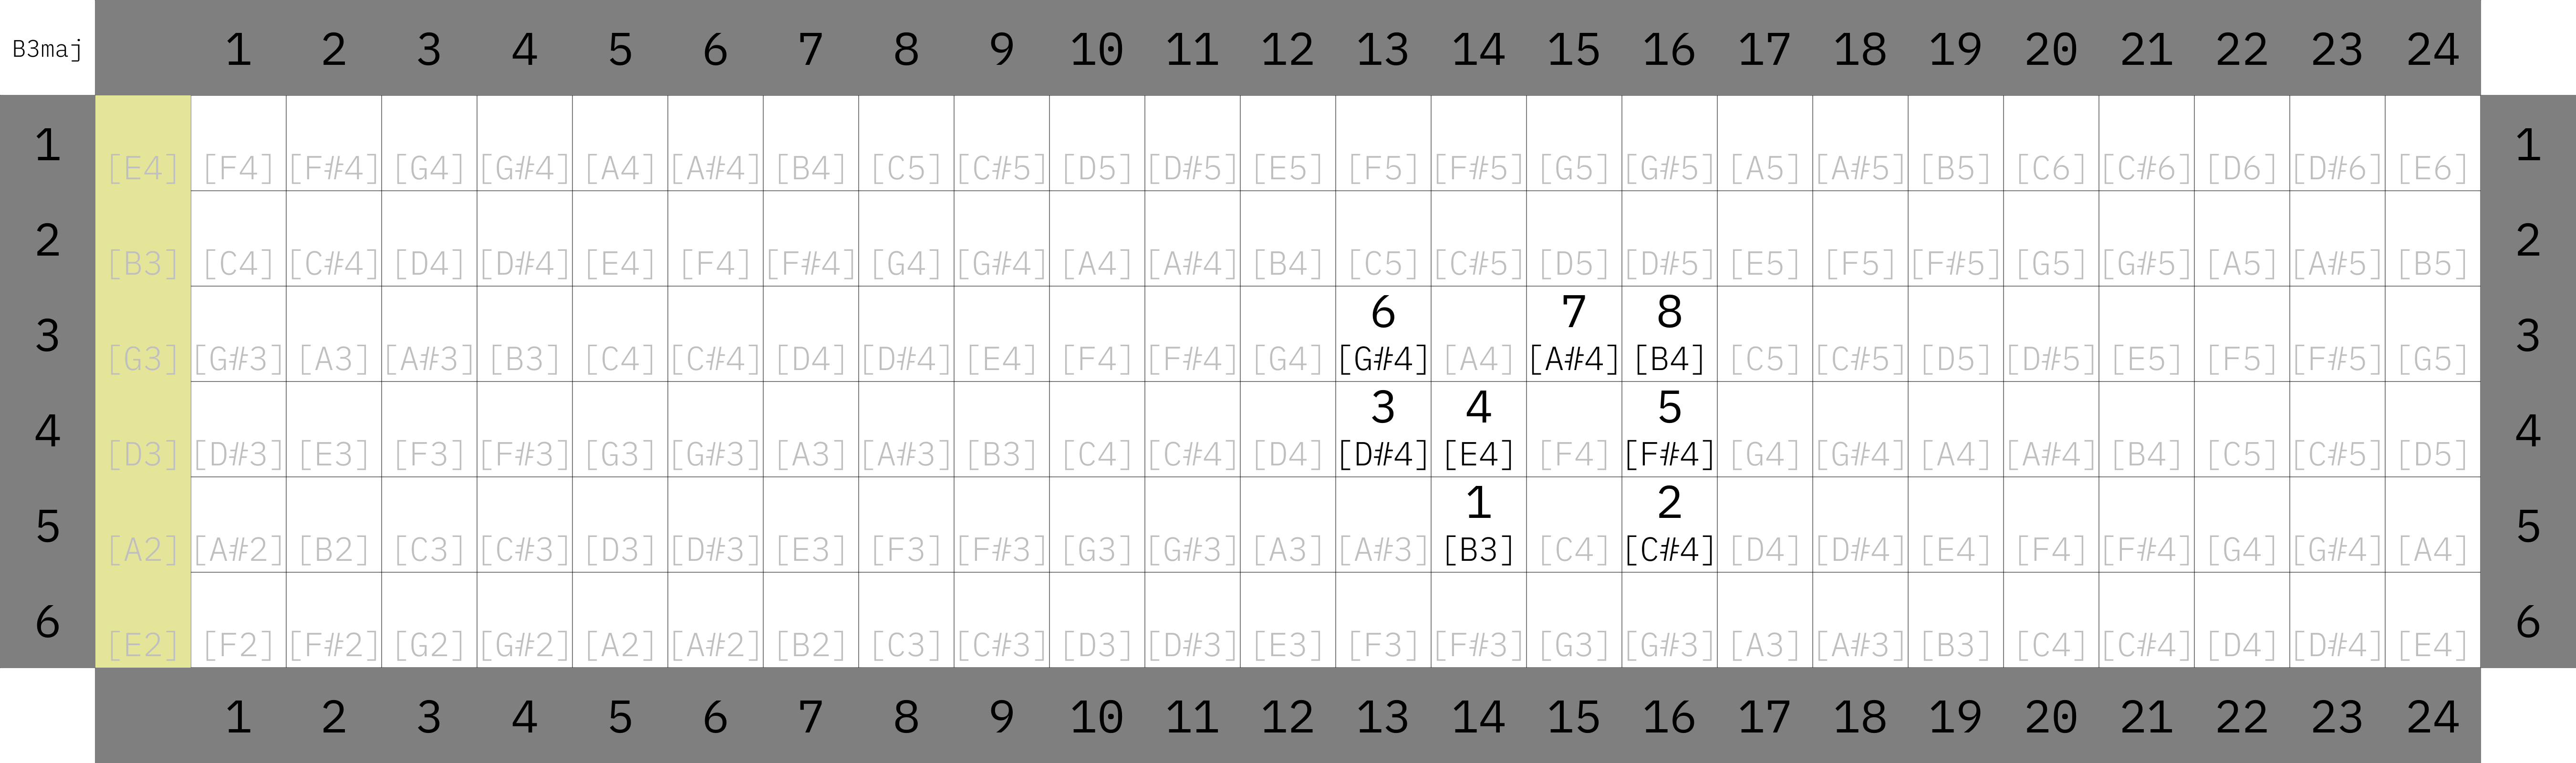 B3maj 1 2 3 4 5 6 7 8 9 10 11 12 13 14 15 16 17 18 19 20 21 22 23 24
1 [E4] [F4] [F#4] [G4] [G#4] [A4] [A#4] [B4] [C5] [C#5] [D5] [D#5] [E5] [F5] [F#5] [G5] [G#5] [A5] [A#5] [B5] [C6] [C#6] [D6] [D#6] [E6] 1
2 [B3] [C4] [C#4] [D4] [D#4] [E4] [F4] [F#4] [G4] [G#4] [A4] [A#4] [B4] [C5] [C#5] [D5] [D#5] [E5] [F5] [F#5] [G5] [G#5] [A5] [A#5] [B5] 2
6 7 8
3 [G3] [G#3] [A3] [A#3] [B3] [C4] [C#4] [D4] [D#4] [E4] [F4] [F#4] [G4] [G#4] [A4] [A#4] [B4] [C5] [C#5] [D5] [D#5] [E5] [F5] [F#5] [G5] 3
3 4 5
4 [D3] [D#3] [E3] [F3] [F#3] [G3] [G#3] [A3] [A#3] [B3] [C4] [C#4] [D4] [D#4] [E4] [F4] [F#4] [G4] [G#4] [A4] [A#4] [B4] [C5] [C#5] [D5] 4
1 2
5 [A2] [A#2] [B2] [C3] [C#3] [D3] [D#3] [E3] [F3] [F#3] [G3] [G#3] [A3] [A#3] [B3] [C4] [C#4] [D4] [D#4] [E4] [F4] [F#4] [G4] [G#4] [A4] 5
6 [E2] [F2] [F#2] [G2] [G#2] [A2] [A#2] [B2] [C3] [C#3] [D3] [D#3] [E3] [F3] [F#3] [G3] [G#3] [A3] [A#3] [B3] [C4] [C#4] [D4] [D#4] [E4] 6
1 2 3 4 5 6 7 8 9 10 11 12 13 14 15 16 17 18 19 20 21 22 23 24